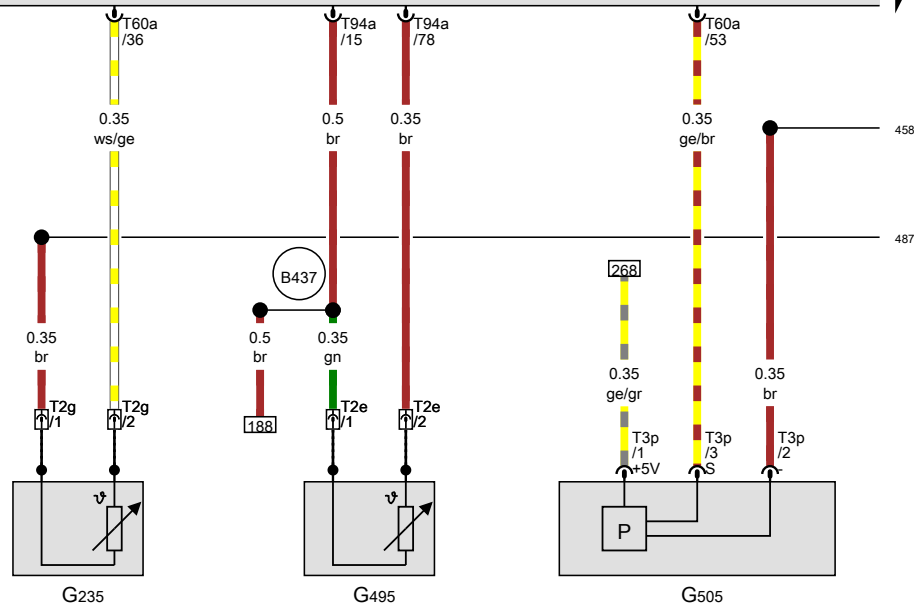 T60a
/36
T94a
/15
T94a
/78
T60a
/53
0.35
ws/ge
0.5
br
0.35
br
0.35
ge/br
458
487
B437
268
0.35
br
0.5
br
0.35
gn
0.35
ge/gr
0.35
br
T2g
/1
T2g
/2
188
T2e
/1
T2e
/2
T3p
/1
+5V
T3p
/3
S
T3p
/2
-
ϑ
ϑ
P
G235
G495
G505